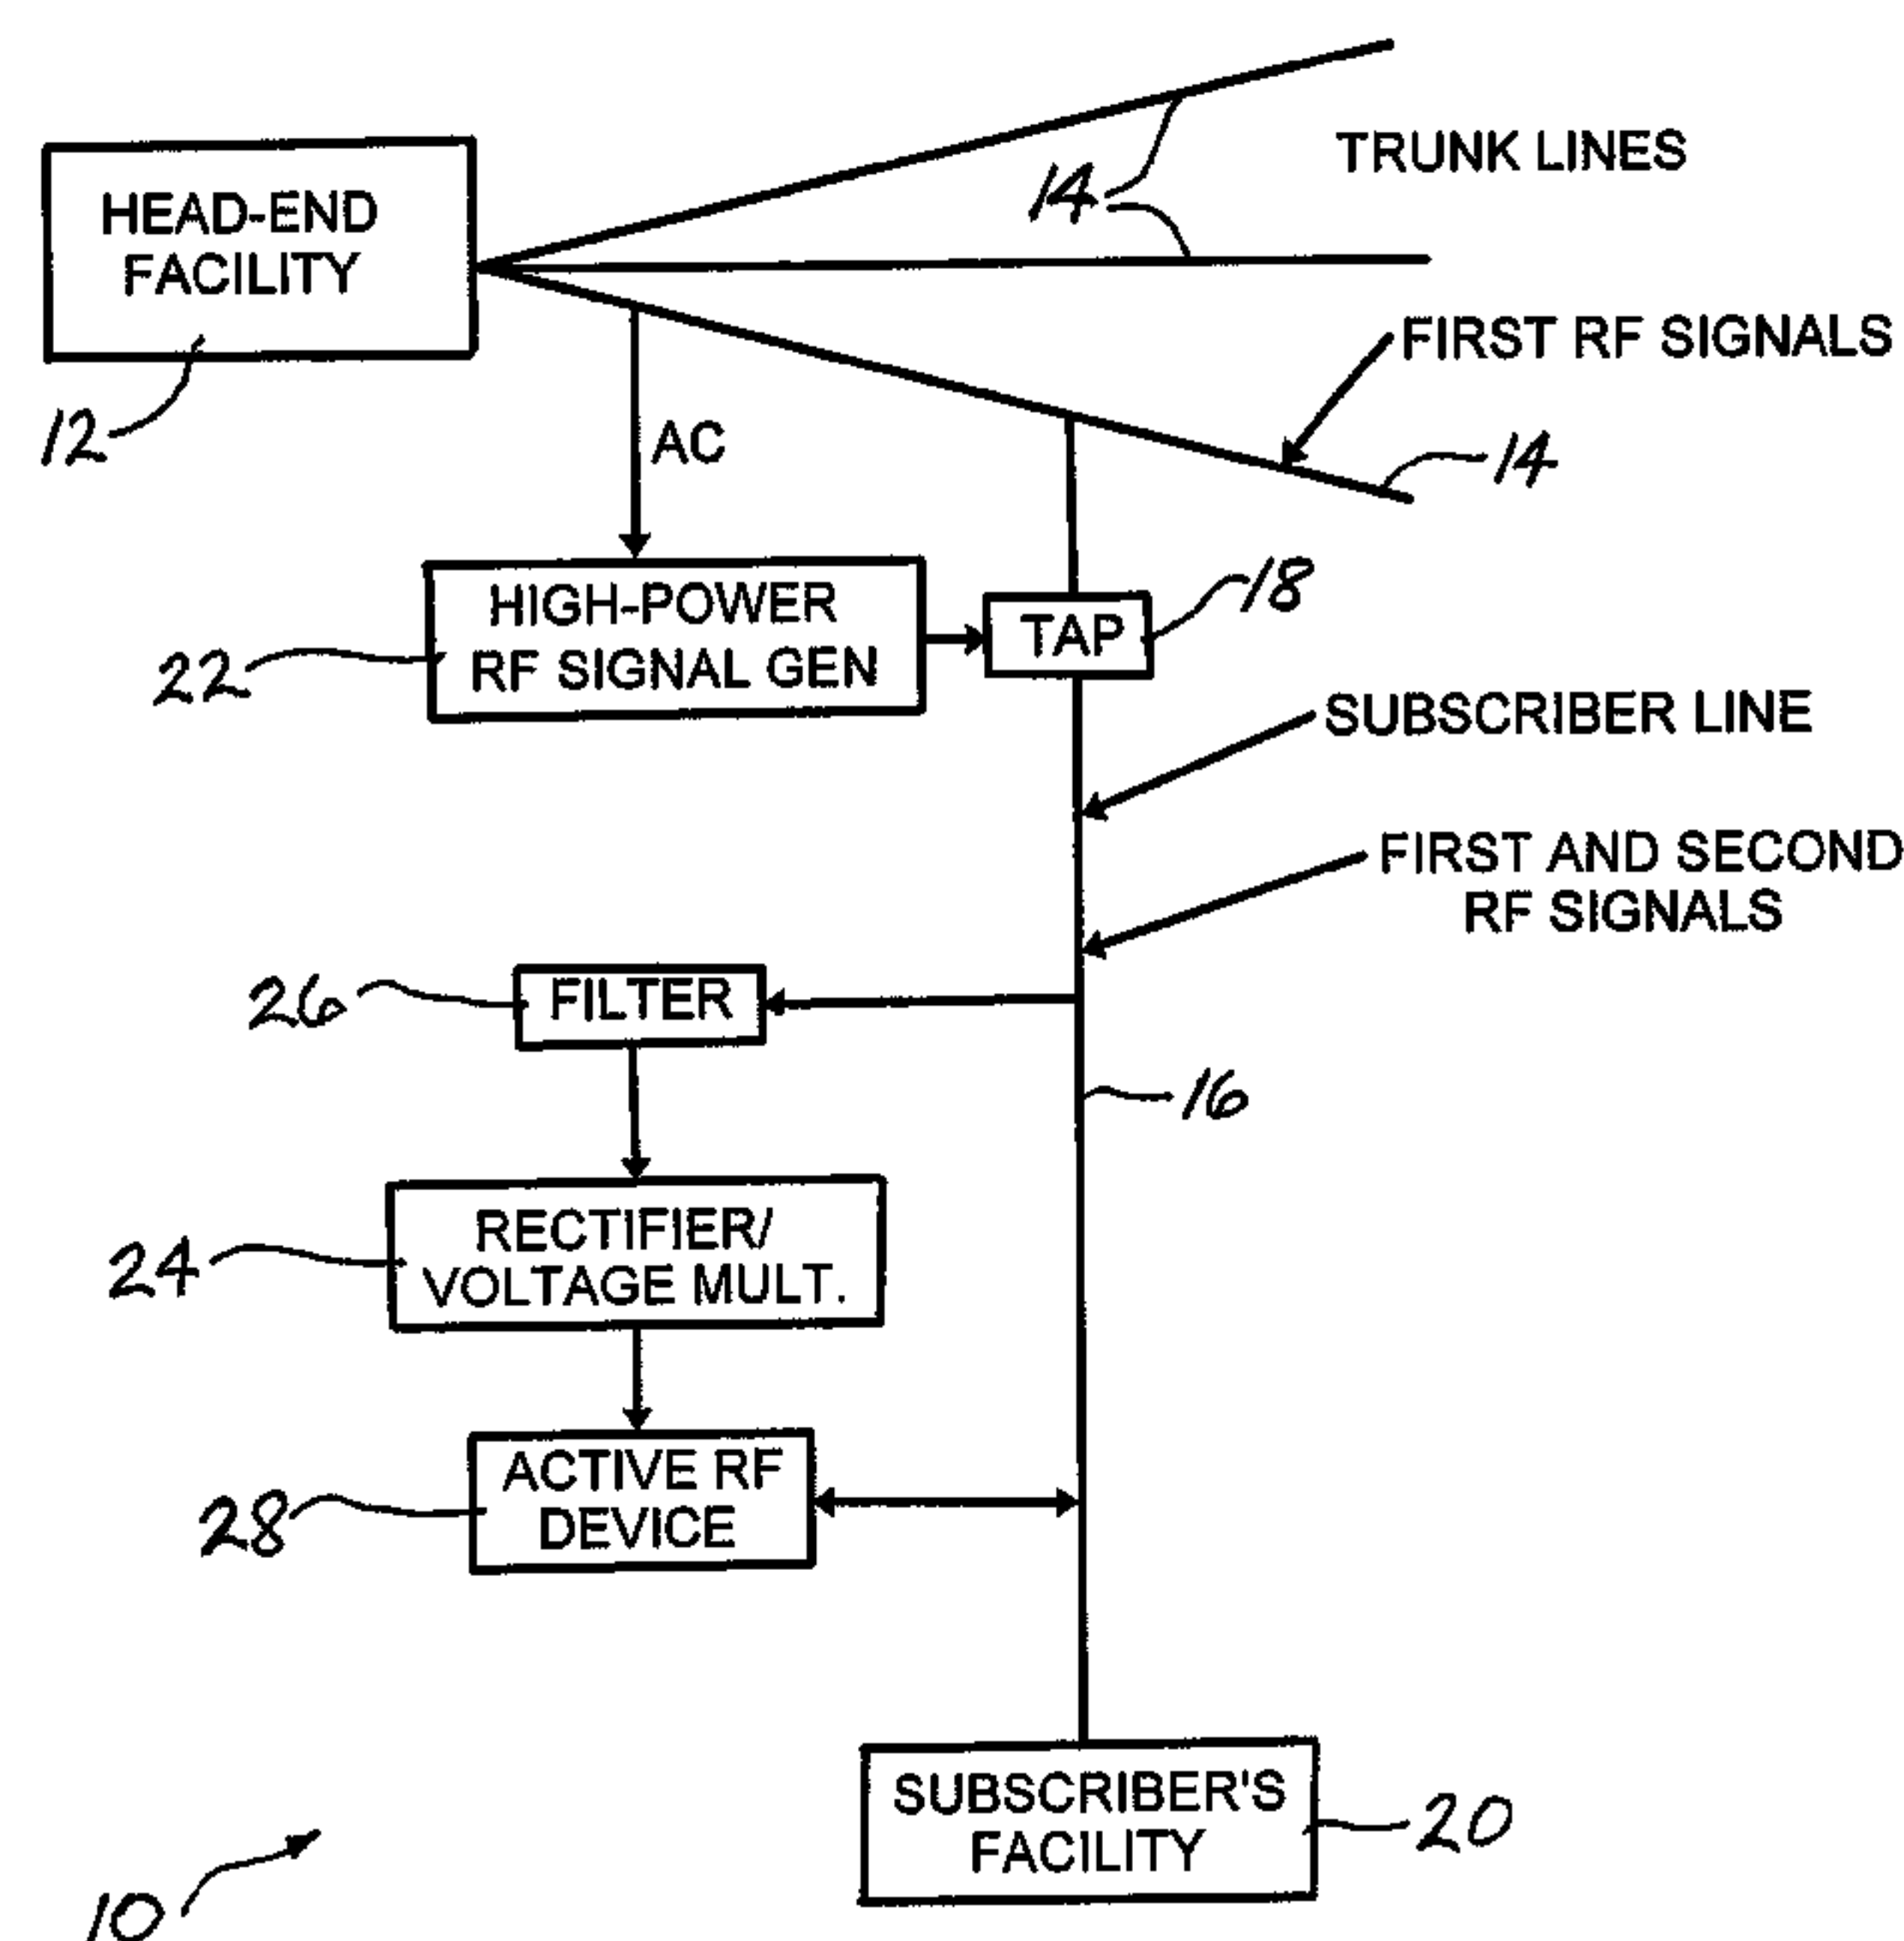 HEAD-END
FACILITY
12
14
TRUNK LINES
FIRST RF SIGNALS
14
AC
HIGH-POWER
RF SIGNAL GEN
22
TAP
18
SUBSCRIBER LINE
FIRST AND SECOND
RF SIGNALS
FILTER
26
16
RECTIFIER/
VOLTAGE MULT.
24
ACTIVE RF
DEVICE
28
SUBSCRIBER'S
FACILITY
20
10